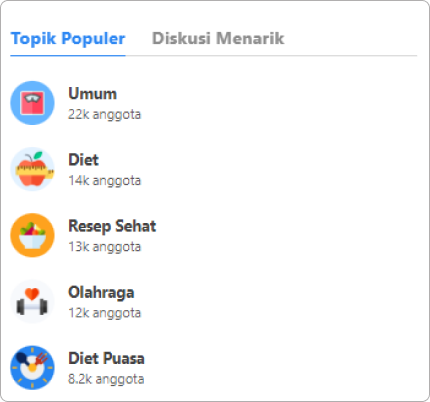 Topik Populer Diskusi Menarik
Umum
22k anggota
Diet
14k anggota
Resep Sehat
13k anggota
Olahraga
12k anggota
Diet Puasa
8.2k anggota